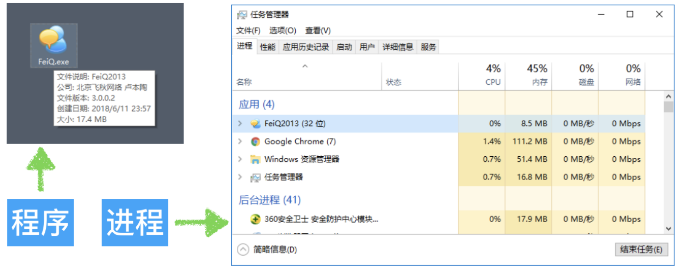 FeiQ.exe
文件说明: FeiQ2013
公司: 北京飞秋网络 卢本陶
文件版本: 3.0.0.2
创建日期: 2018/6/11 23:57
大小: 17.4 MB
程序
进程
任务管理器
文件(F) 选项(O) 查看(V)
进程 性能 应用历史记录 启动 用户 详细信息 服务
4% 45% 0% 0%
名称 状态 CPU 内存 磁盘 网络
应用 (4)
FeiQ2013 (32 位) 0% 8.5 MB 0 MB/秒 0 Mbps
Google Chrome (7) 1.4% 111.2 MB 0 MB/秒 0 Mbps
Windows 资源管理器 0.7% 51.4 MB 0 MB/秒 0 Mbps
任务管理器 0.7% 16.8 MB 0 MB/秒 0 Mbps
后台进程 (41)
360安全卫士 安全防护中心模块... 0% 17.9 MB 0 MB/秒 0 Mbps
简略信息(D) 结束任务(E)